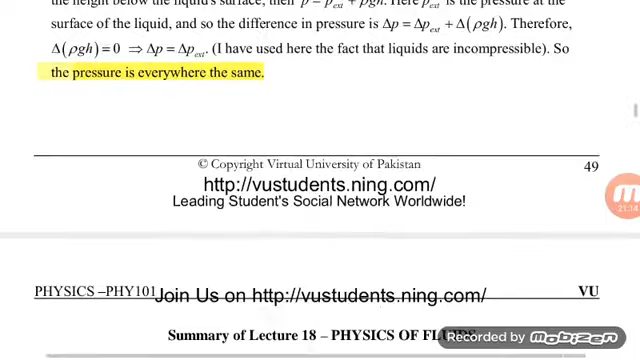 the height below the liquid's surface, then p = p_ext + ρgh. Here p_ext is the pressure at the
surface of the liquid, and so the difference in pressure is Δp = Δp_ext + Δ(ρgh). Therefore,
Δ(ρgh) = 0 ⇒ Δp = Δp_ext. (I have used here the fact that liquids are incompressible). So
the pressure is everywhere the same.
© Copyright Virtual University of Pakistan 49
http://vustudents.ning.com/
Leading Student's Social Network Worldwide!
21:14
PHYSICS –PHY101 Join Us on http://vustudents.ning.com/ VU
Summary of Lecture 18 – PHYSICS OF FLUIDS
Recorded by mobizen